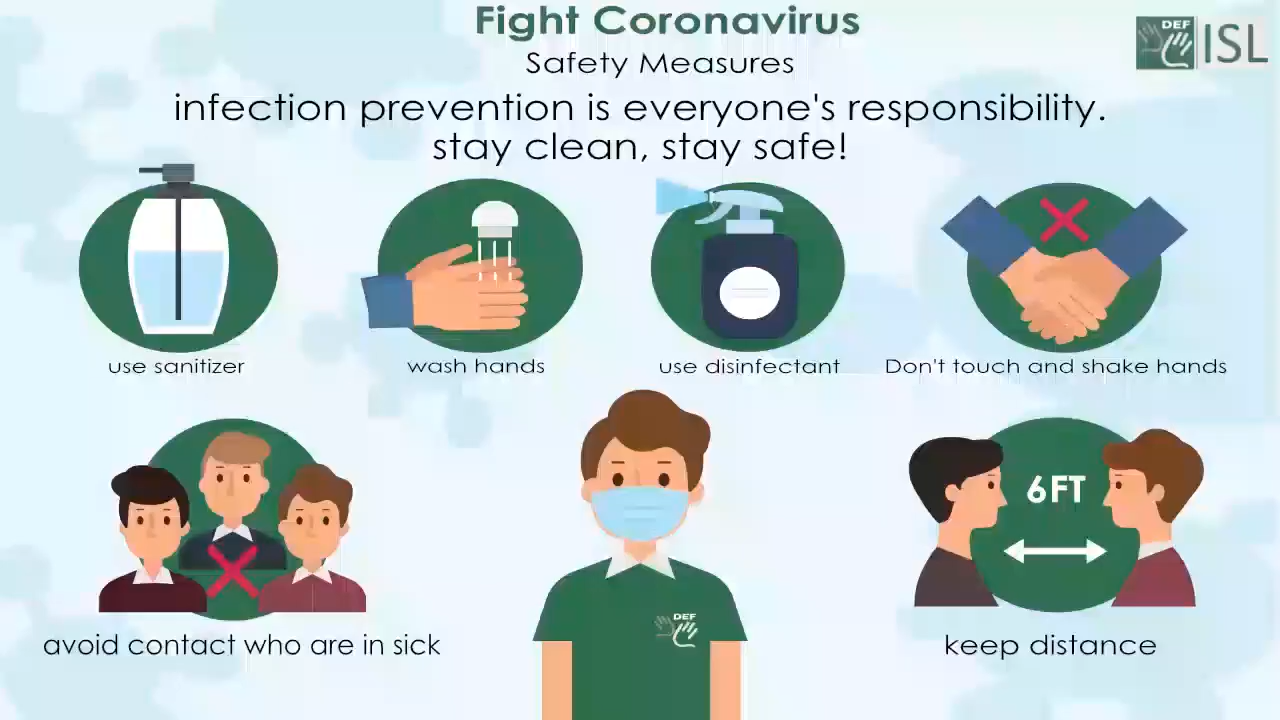 Fight Coronavirus
DEF
ISL
Safety Measures
infection prevention is everyone's responsibility.
stay clean, stay safe!
use sanitizer
wash hands
use disinfectant
Don't touch and shake hands
6FT
DEF
avoid contact who are in sick
keep distance